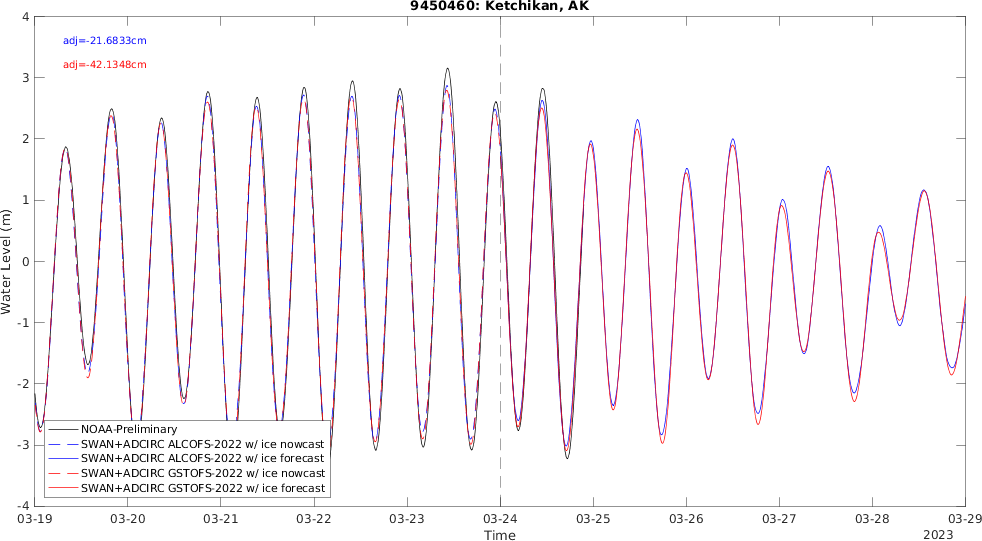 9450460: Ketchikan, AK
adj=-21.6833cm
adj=-42.1348cm
4
3
2
1
0
-1
-2
-3
-4
Water Level (m)
NOAA-Preliminary
SWAN+ADCIRC ALCOFS-2022 w/ ice nowcast
SWAN+ADCIRC ALCOFS-2022 w/ ice forecast
SWAN+ADCIRC GSTOFS-2022 w/ ice nowcast
SWAN+ADCIRC GSTOFS-2022 w/ ice forecast
03-19 03-20 03-21 03-22 03-23 03-24 03-25 03-26 03-27 03-28 03-29
Time
2023